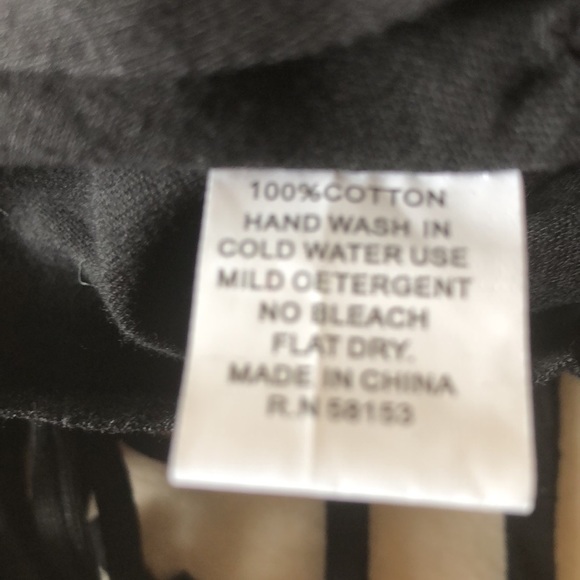 100%COTTON
HAND WASH IN
COLD WATER USE
MILD DETERGENT
NO BLEACH
FLAT DRY.
MADE IN CHINA
R.N 58153